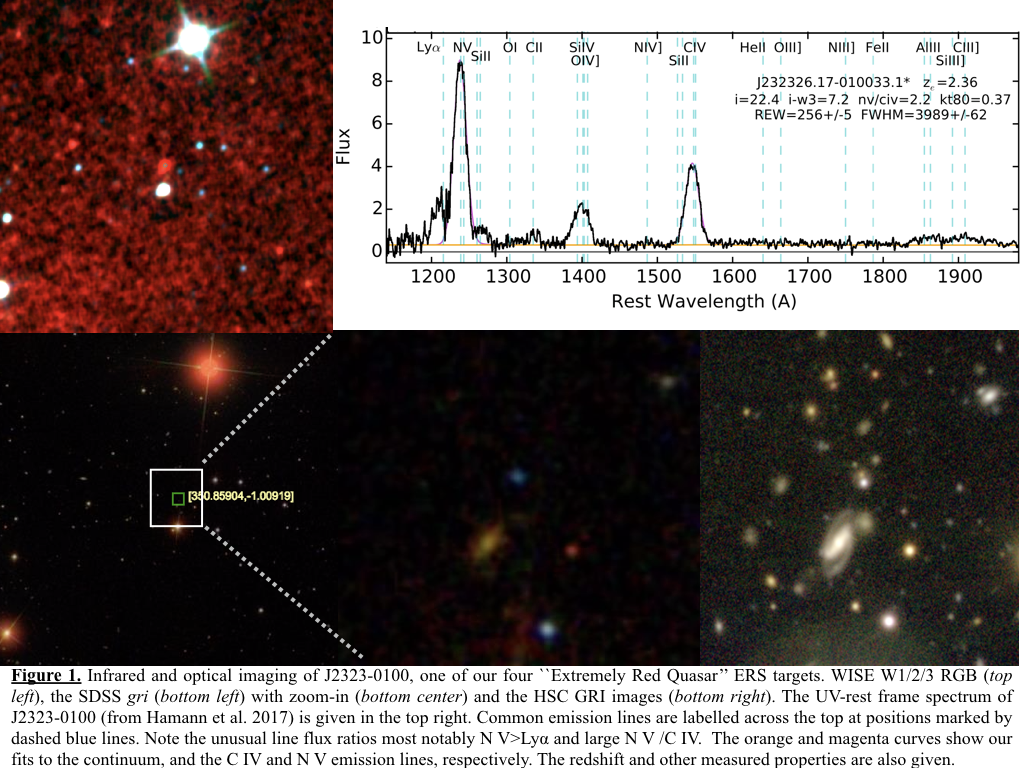 10
8
6
4
2
0
Flux
Lyα NV SiII OI CII SiIV OIV] NIV] SiII CIV HeII OIII] NIII] FeII AlIII SiIII] CIII]
J232326.17-010033.1* zₑ=2.36
i=22.4 i-w3=7.2 nv/civ=2.2 kt80=0.37
REW=256+/-5 FWHM=3989+/-62
1200 1300 1400 1500 1600 1700 1800 1900
Rest Wavelength (A)
[350.85904,-1.00919]
Figure 1. Infrared and optical imaging of J2323-0100, one of our four ``Extremely Red Quasar'' ERS targets. WISE W1/2/3 RGB (top
left), the SDSS gri (bottom left) with zoom-in (bottom center) and the HSC GRI images (bottom right). The UV-rest frame spectrum of
J2323-0100 (from Hamann et al. 2017) is given in the top right. Common emission lines are labelled across the top at positions marked by
dashed blue lines. Note the unusual line flux ratios most notably N V>Lyα and large N V /C IV. The orange and magenta curves show our
fits to the continuum, and the C IV and N V emission lines, respectively. The redshift and other measured properties are also given.